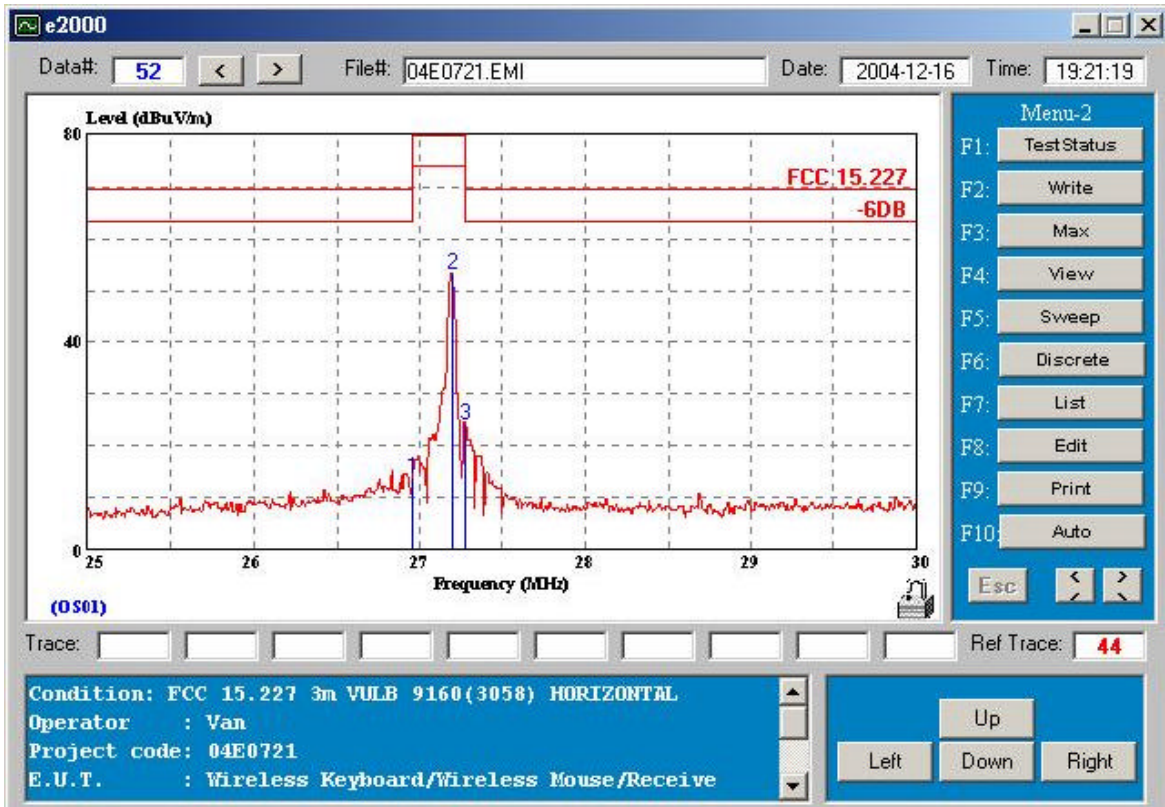 e2000
Data#: 52 < > File#: 04E0721.EMI Date: 2004-12-16 Time: 19:21:19
Level (dBuV/m)
80
FCC 15.227
-6DB
2
40
3
1
0
25 26 27 28 29 30
Frequency (MHz)
(OS01)
Menu-2
F1: TestStatus
F2: Write
F3: Max
F4: View
F5: Sweep
F6: Discrete
F7: List
F8: Edit
F9: Print
F10: Auto
Esc
Trace: Ref Trace: 44
Condition: FCC 15.227 3m VULB 9160(3058) HORIZONTAL
Operator : Van
Project code: 04E0721
E.U.T. : Wireless Keyboard/Wireless Mouse/Receive
Up
Left Down Right